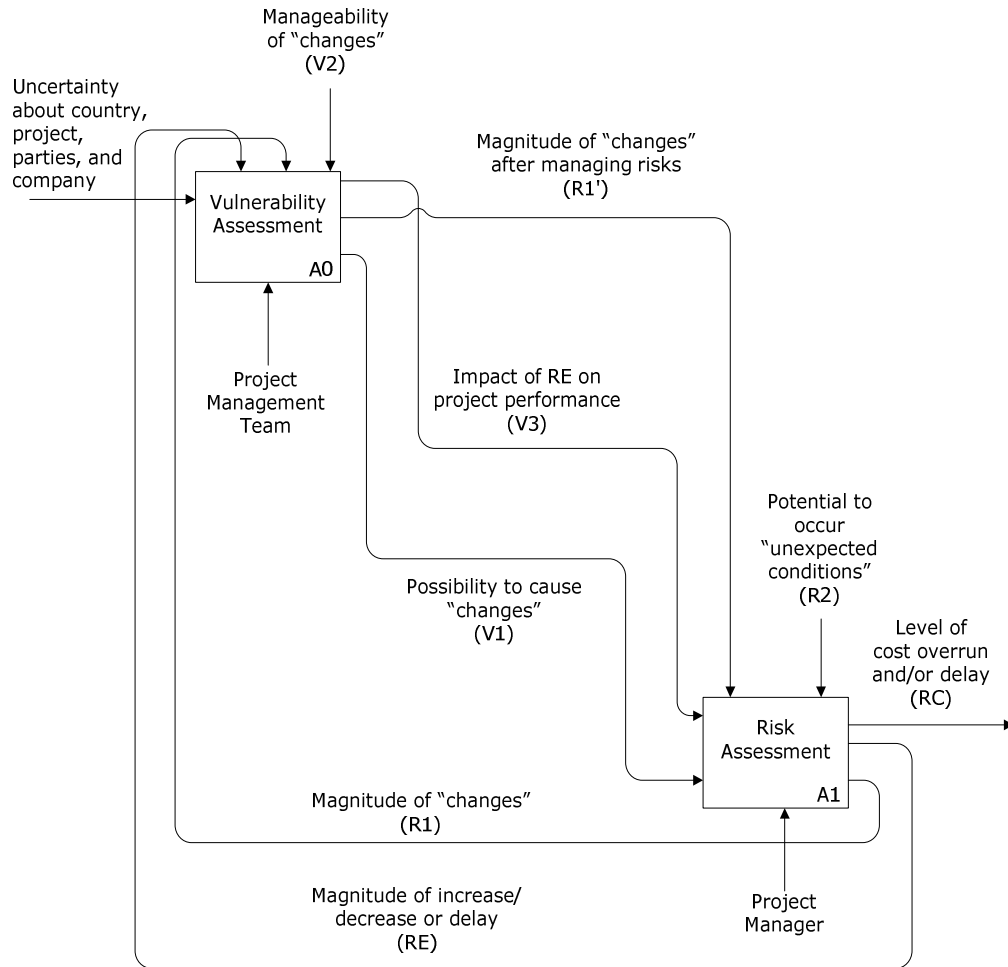 Manageability
of “changes”
(V2)
Uncertainty
about country,
project,
parties, and
company
Magnitude of “changes”
after managing risks
(R1')
Vulnerability
Assessment
A0
Project
Management
Team
Impact of RE on
project performance
(V3)
Potential to
occur
“unexpected
conditions”
(R2)
Possibility to cause
“changes”
(V1)
Level of
cost overrun
and/or delay
(RC)
Risk
Assessment
A1
Magnitude of “changes”
(R1)
Magnitude of increase/
decrease or delay
(RE)
Project
Manager